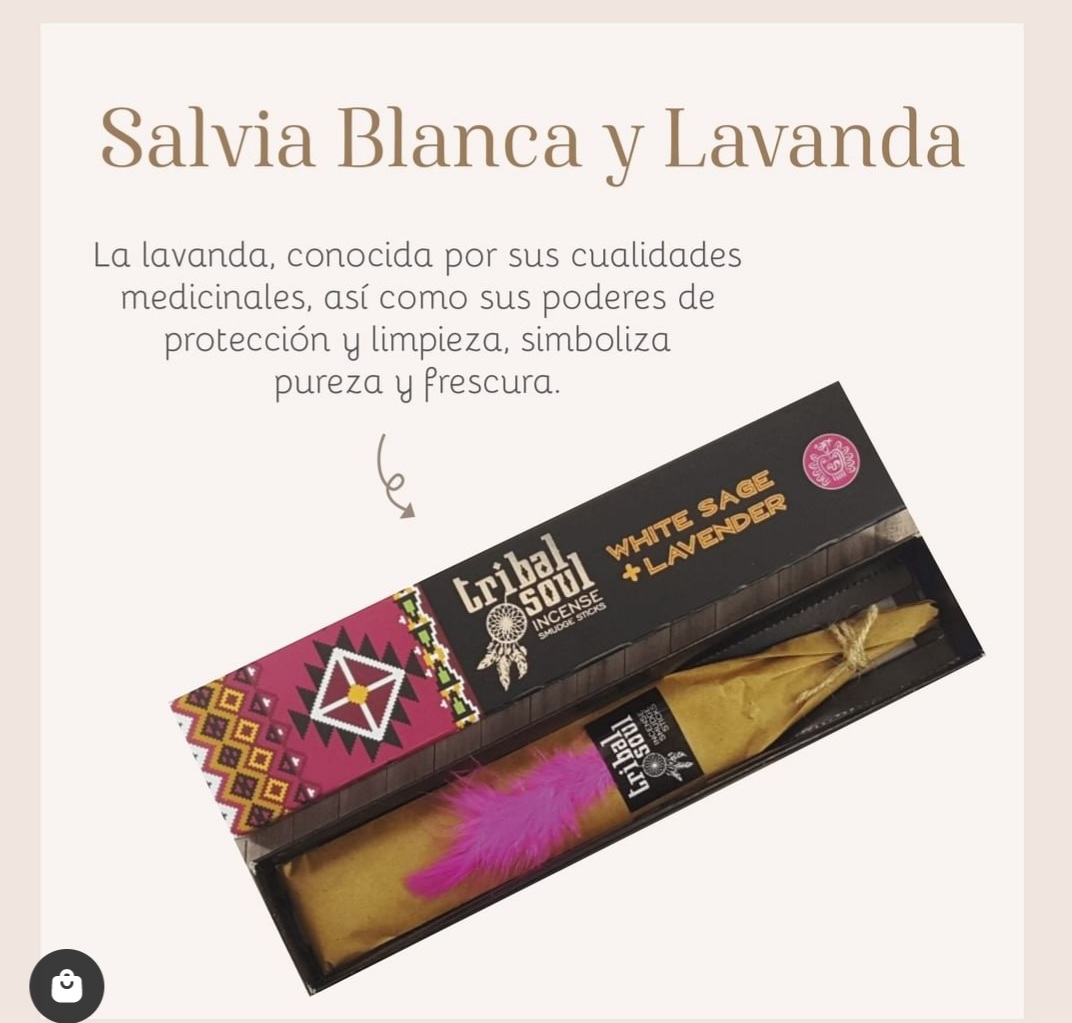 Salvia Blanca y Lavanda
La lavanda, conocida por sus cualidades
medicinales, así como sus poderes de
protección y limpieza, simboliza
pureza y frescura.
tribal
soul
INCENSE
SMUDGE STICKS
WHITE SAGE
+ LAVENDER
tribal
soul
INCENSE
SMUDGE
STICKS